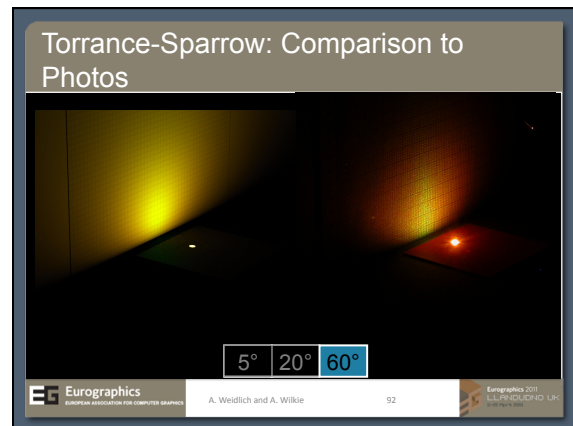 Torrance-Sparrow: Comparison to
Photos
5° 20° 60°
EG Eurographics
EUROPEAN ASSOCIATION FOR COMPUTER GRAPHICS
A. Weidlich and A. Wilkie
92
Eurographics 2011
LLANDUDNO UK